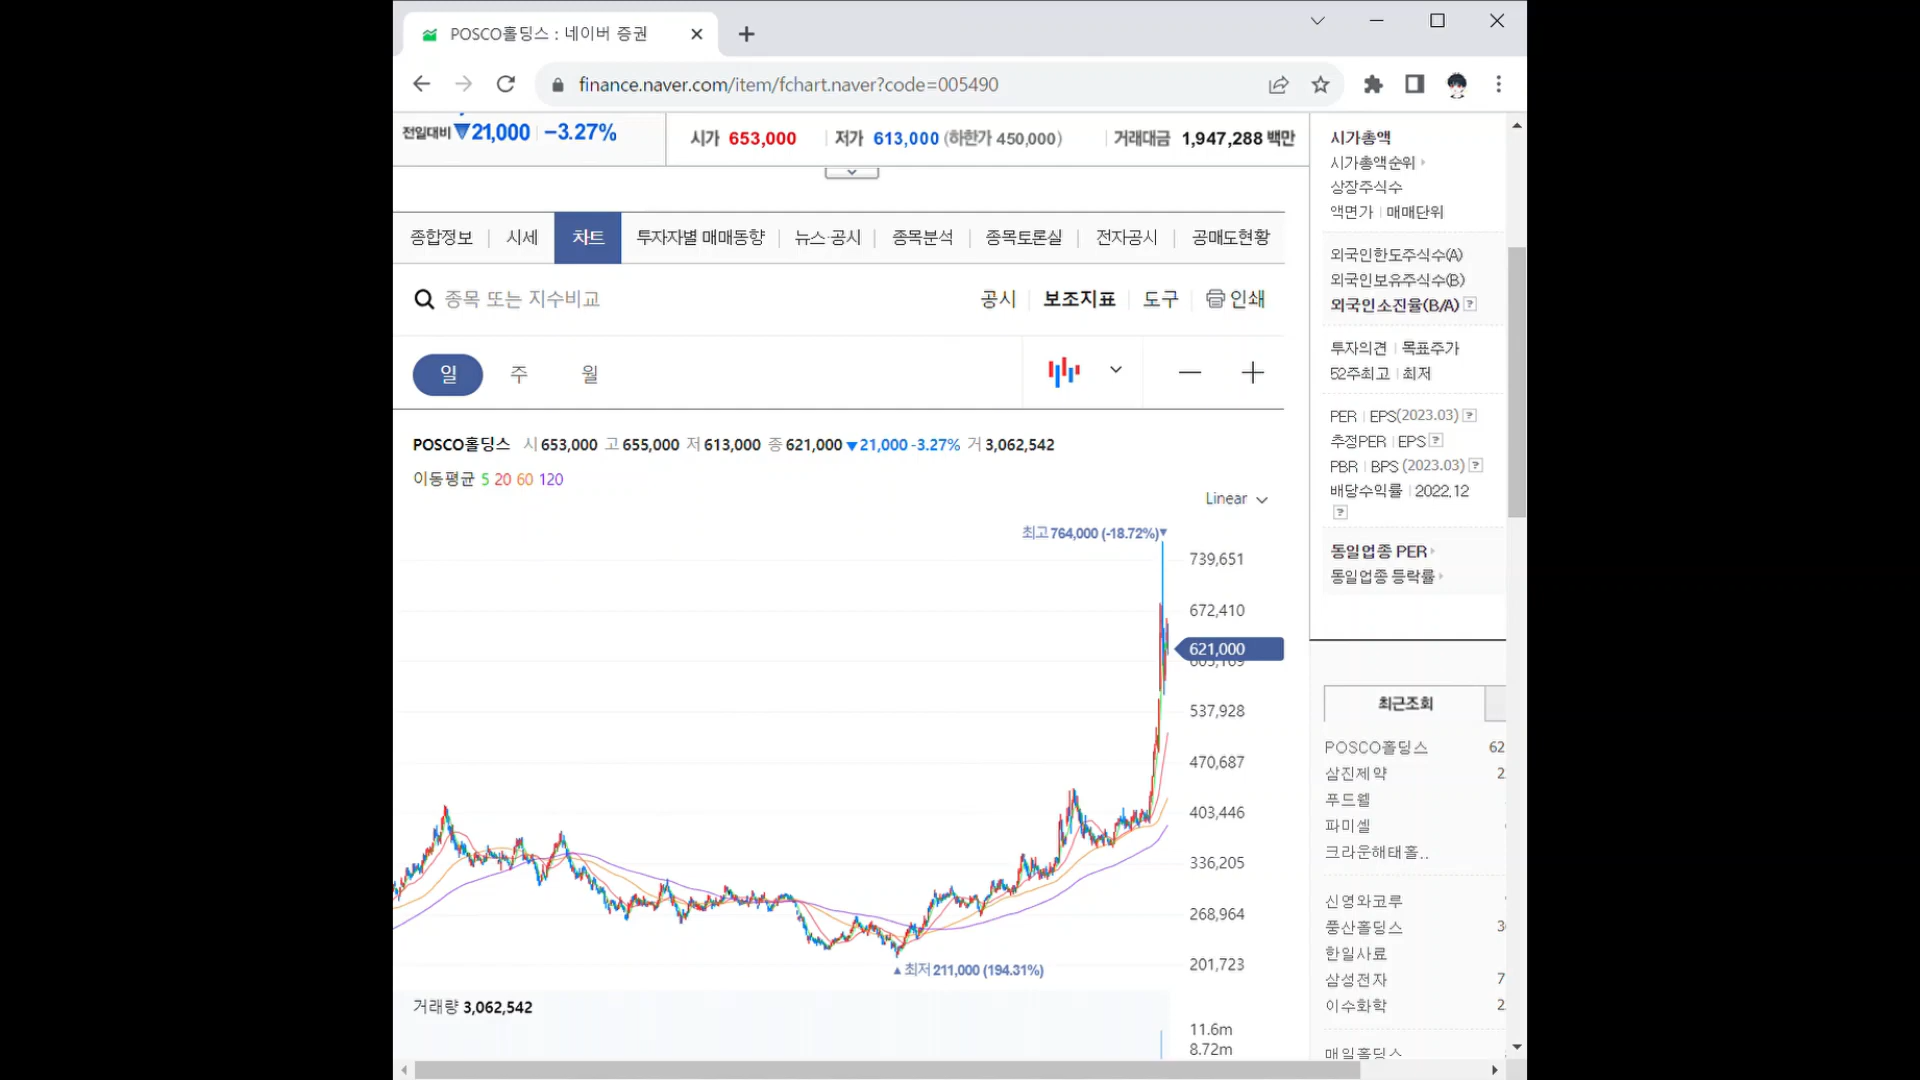 POSCO홀딩스 : 네이버 증권
finance.naver.com/item/fchart.naver?code=005490
전일대비 ▼21,000 -3.27%
시가 653,000 저가 613,000 (하한가 450,000) 거래대금 1,947,288 백만
종합정보 시세 차트 투자자별 매매동향 뉴스·공시 종목분석 종목토론실 전자공시 공매도현황
종목 또는 지수비교 공시 보조지표 도구 인쇄
일 주 월
POSCO홀딩스 시 653,000 고 655,000 저 613,000 종 621,000 ▼21,000 -3.27% 거 3,062,542
이동평균 5 20 60 120
Linear
최고 764,000 (-18.72%)▼
739,651
672,410
621,000
605,169
537,928
470,687
403,446
336,205
268,964
201,723
▲최저 211,000 (194.31%)
거래량 3,062,542
11.6m
8.72m
시가총액
시가총액순위
상장주식수
액면가 | 매매단위
외국인한도주식수(A)
외국인보유주식수(B)
외국인소진율(B/A) ?
투자의견 | 목표주가
52주최고 | 최저
PER | EPS(2023.03) ?
추정PER | EPS ?
PBR | BPS (2023.03) ?
배당수익률 | 2022.12
?
동일업종 PER
동일업종 등락률
최근조회
POSCO홀딩스 62
삼진제약 2
푸드웰
파미셀
크라운해태홀..
신영와코루
풍산홀딩스 3
한일사료
삼성전자 7
이수화학 2
매일홀딩스